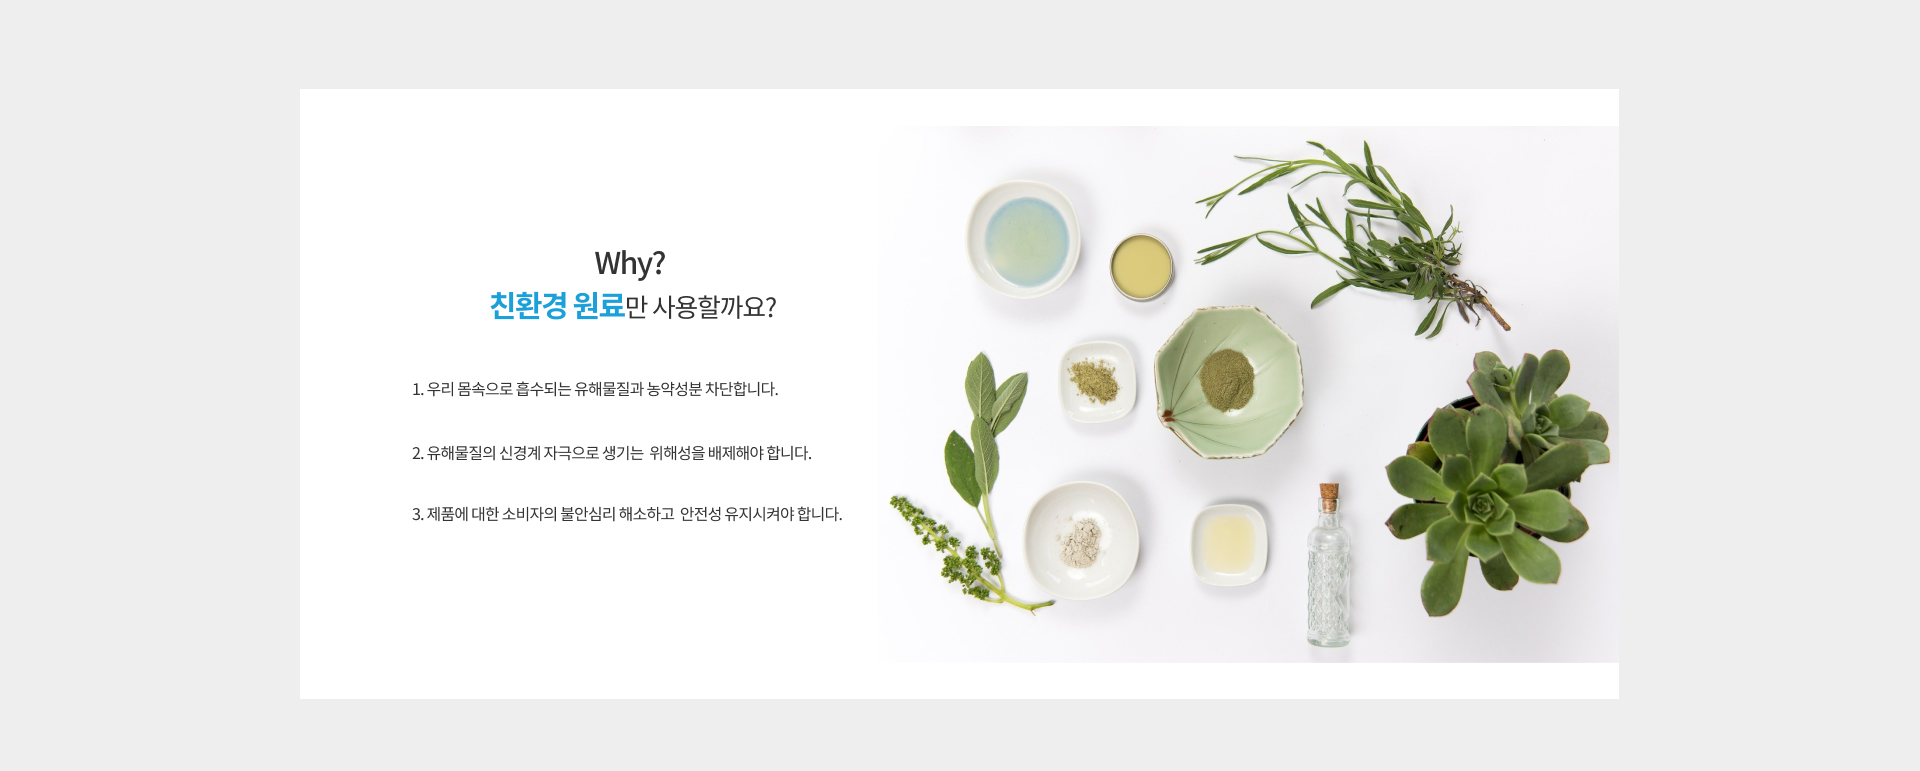 Why?
친환경 원료만 사용할까요?
1. 우리 몸속으로 흡수되는 유해물질과 농약성분 차단합니다.
2. 유해물질의 신경계 자극으로 생기는 위해성을 배제해야 합니다.
3. 제품에 대한 소비자의 불안심리 해소하고 안전성 유지시켜야 합니다.